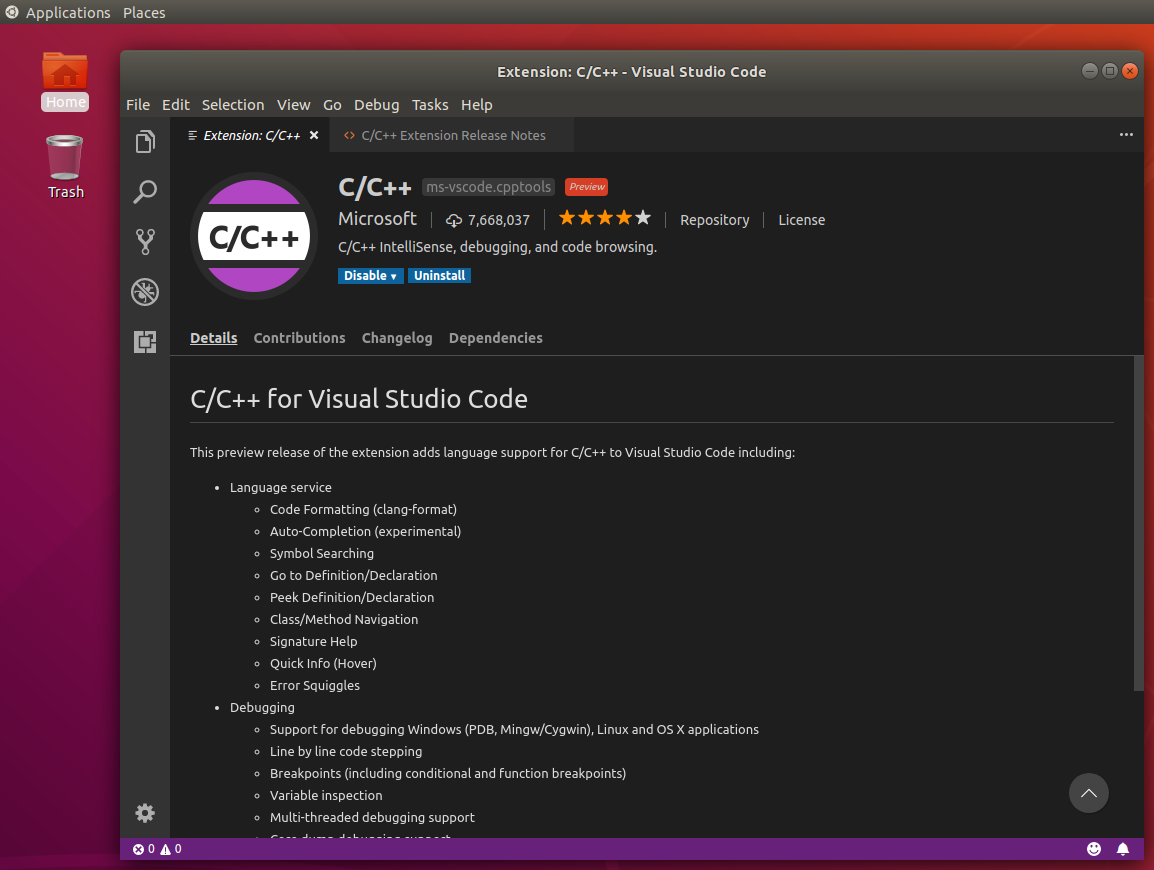 Applications Places
Home
Trash
Extension: C/C++ - Visual Studio Code
File Edit Selection View Go Debug Tasks Help
Extension: C/C++ C/C++ Extension Release Notes
C/C++
C/C++ ms-vscode.cpptools Preview
Microsoft 7,668,037 Repository License
C/C++ IntelliSense, debugging, and code browsing.
Disable Uninstall
Details Contributions Changelog Dependencies
C/C++ for Visual Studio Code
This preview release of the extension adds language support for C/C++ to Visual Studio Code including:
Language service
Code Formatting (clang-format)
Auto-Completion (experimental)
Symbol Searching
Go to Definition/Declaration
Peek Definition/Declaration
Class/Method Navigation
Signature Help
Quick Info (Hover)
Error Squiggles
Debugging
Support for debugging Windows (PDB, Mingw/Cygwin), Linux and OS X applications
Line by line code stepping
Breakpoints (including conditional and function breakpoints)
Variable inspection
Multi-threaded debugging support
Core dump debugging support
0 0